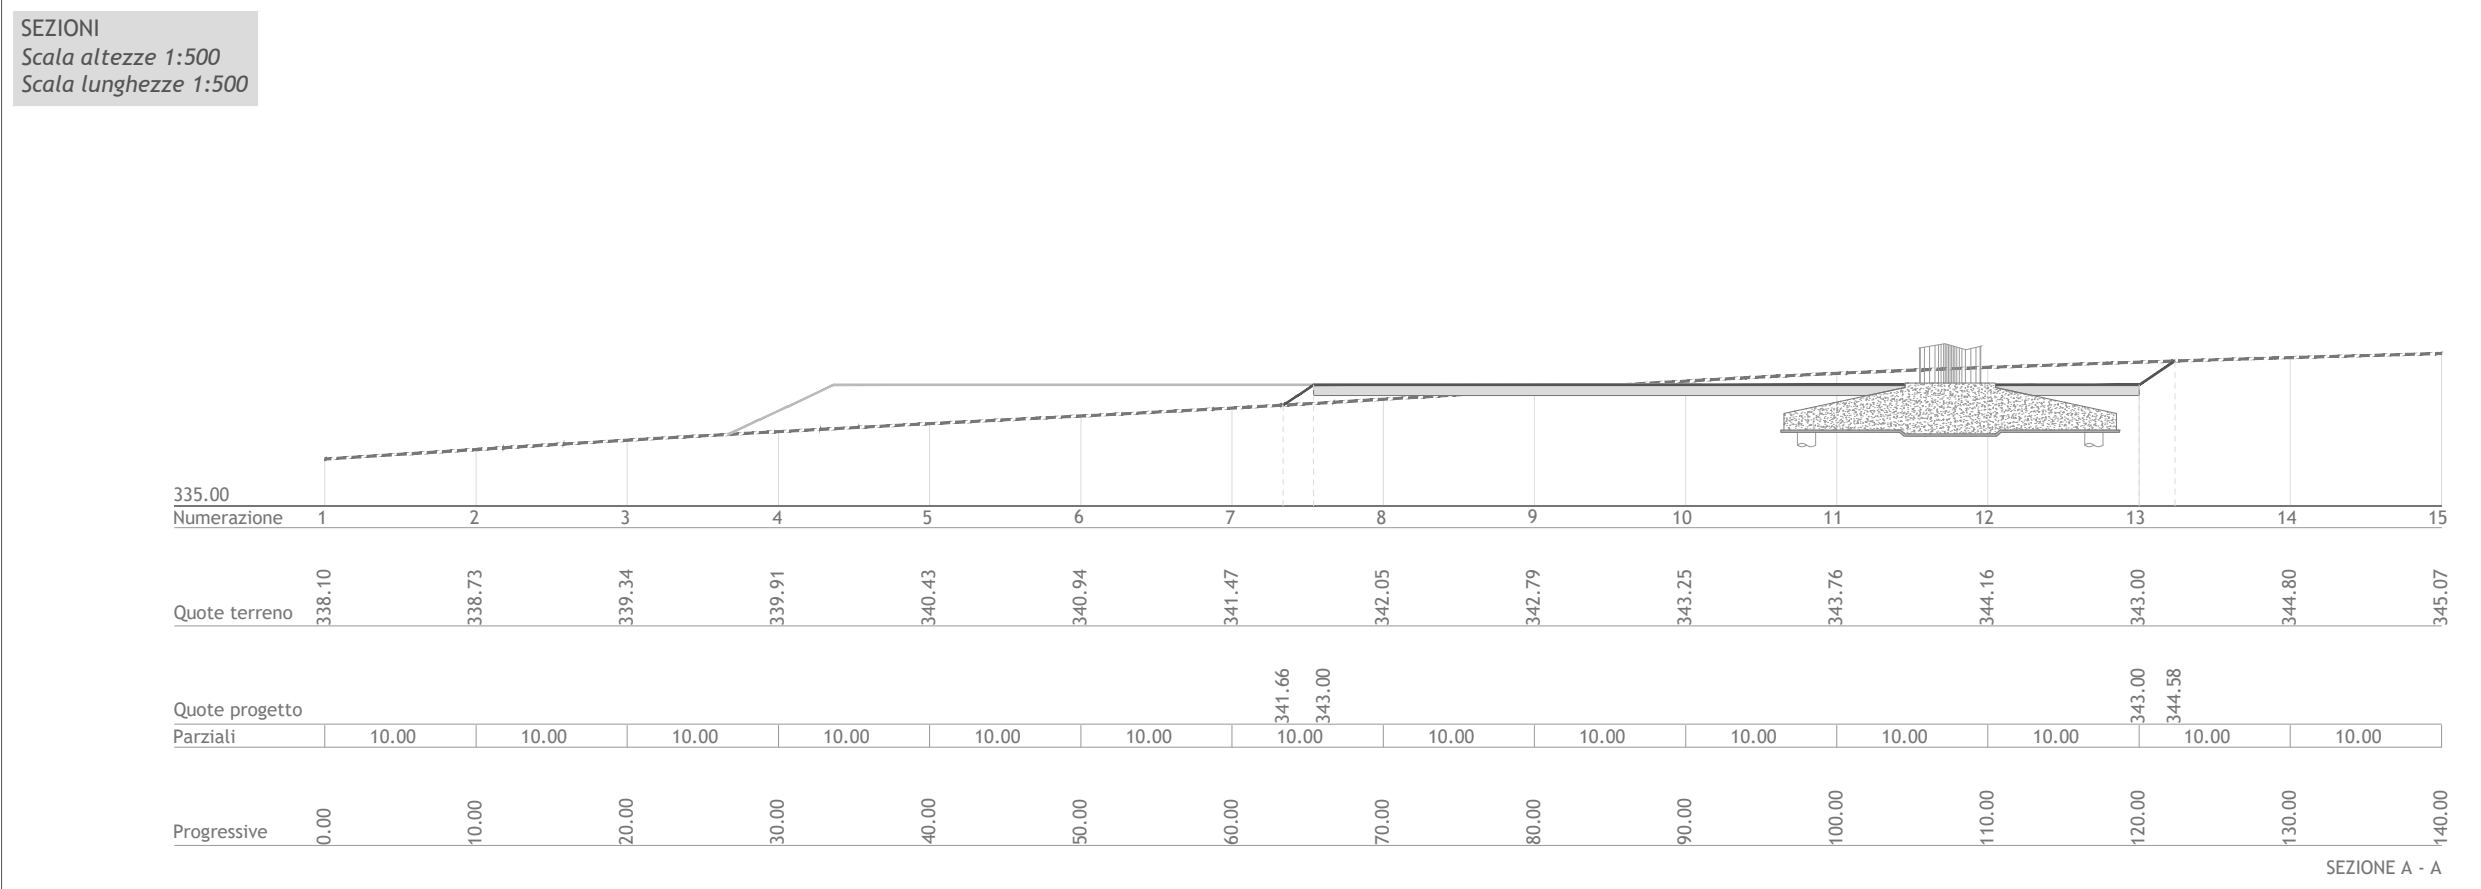 SEZIONI
Scala altezze 1:500
Scala lunghezze 1:500
335.00
Numerazione 1 2 3 4 5 6 7 8 9 10 11 12 13 14 15
Quote terreno 338.10 338.73 339.34 339.91 340.43 340.94 341.47 342.05 342.79 343.25 343.76 344.16 343.00 344.80 345.07
Quote progetto 341.66 343.00 343.00 344.58
Parziali 10.00 10.00 10.00 10.00 10.00 10.00 10.00 10.00 10.00 10.00 10.00 10.00 10.00 10.00
Progressive 0.00 10.00 20.00 30.00 40.00 50.00 60.00 70.00 80.00 90.00 100.00 110.00 120.00 130.00 140.00
SEZIONE A - A